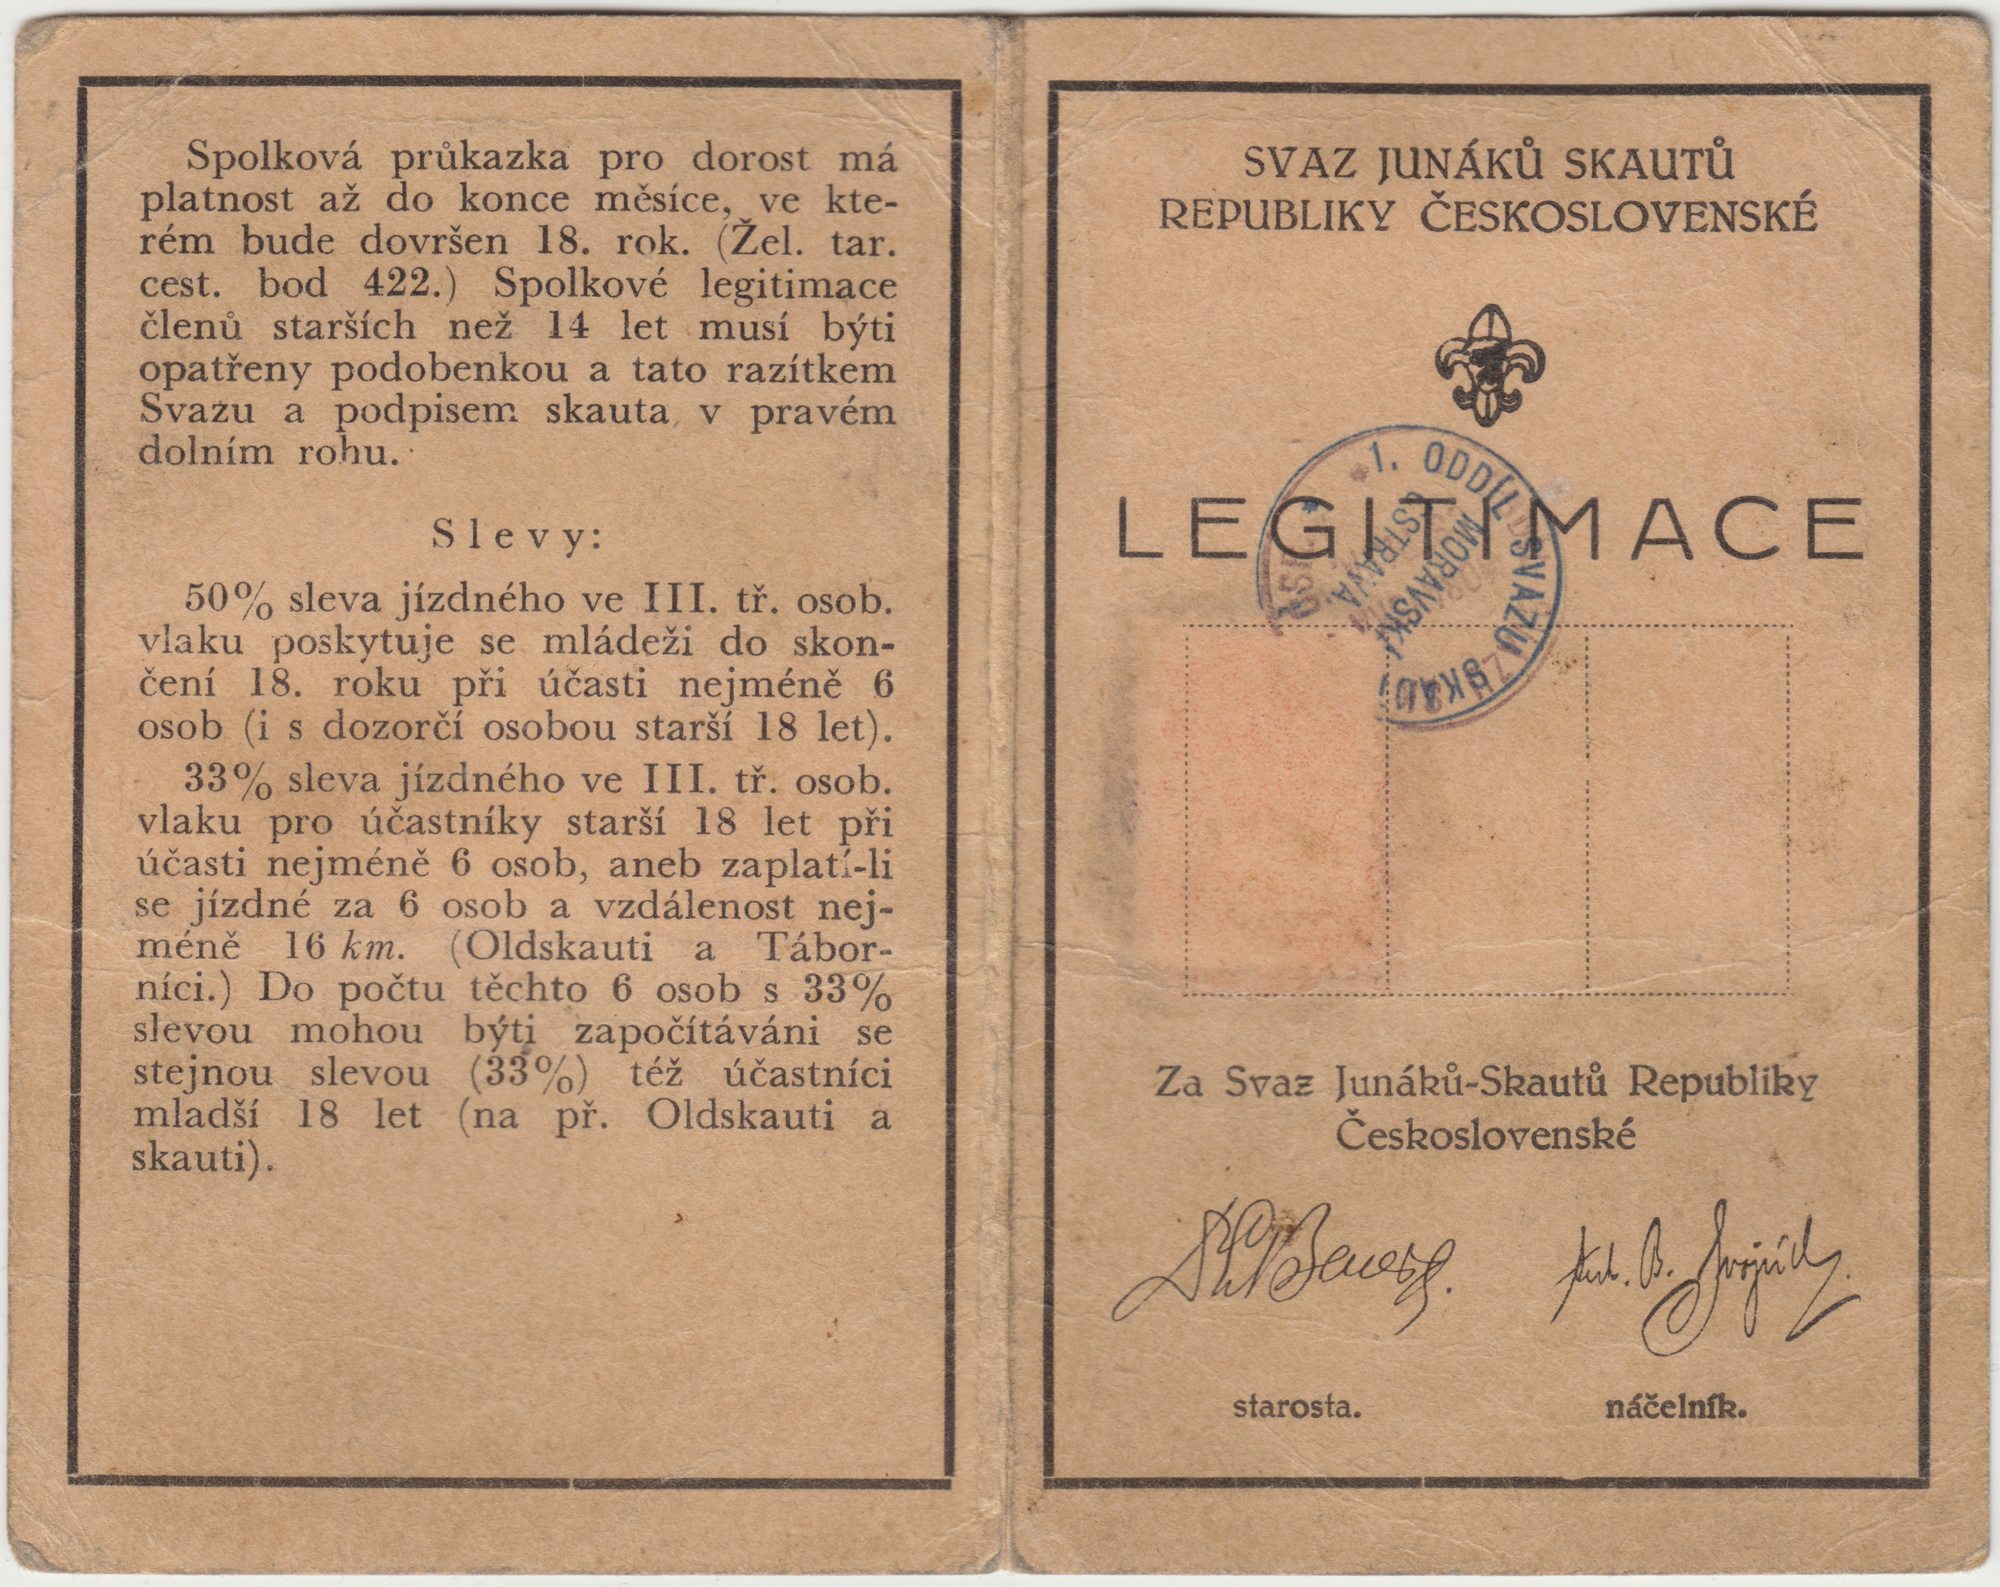 Spolková průkazka pro dorost má
platnost až do konce měsíce, ve kte-
rém bude dovršen 18. rok. (Žel. tar.
cest. bod 422.) Spolkové legitimace
členů starších než 14 let musí býti
opatřeny podobenkou a tato razítkem
Svazu a podpisem skauta v pravém
dolním rohu.
Slevy:
50% sleva jízdného ve III. tř. osob.
vlaku poskytuje se mládeži do skon-
čení 18. roku při účasti nejméně 6
osob (i s dozorčí osobou starší 18 let).
33% sleva jízdného ve III. tř. osob.
vlaku pro účastníky starší 18 let při
účasti nejméně 6 osob, aneb zaplatí-li
se jízdné za 6 osob a vzdálenost nej-
méně 16 km. (Oldskauti a Tábor-
níci.) Do počtu těchto 6 osob s 33%
slevou mohou býti započítáváni se
stejnou slevou (33%) též účastníci
mladší 18 let (na př. Oldskauti a
skauti).
SVAZ JUNÁKŮ SKAUTŮ
REPUBLIKY ČESKOSLOVENSKÉ
1. ODDÍL SVAZU SKAU
MORAVSK
OSTRAVA
LEGITIMACE
Za Svaz Junáků-Skautů Republiky
Československé
starosta.
náčelník.